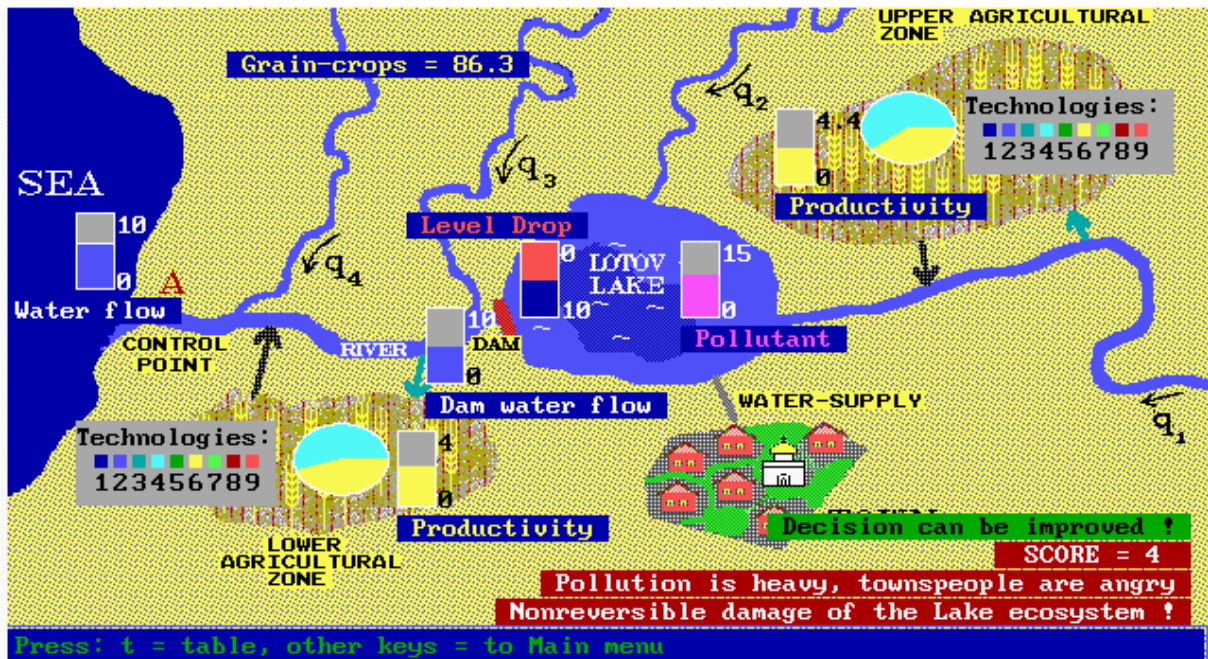 UPPER AGRICULTURAL
ZONE
Grain-crops = 86.3
q2
4.4
Technologies:
123456789
0
Productivity
q3
SEA
10
0
Level Drop
0
10
LOTOV
LAKE
15
0
Pollutant
q4
A
Water flow
CONTROL
POINT
RIVER
10
0
DAM
Dam water flow
WATER-SUPPLY
q1
Technologies:
123456789
4
0
Productivity
LOWER
AGRICULTURAL
ZONE
Decision can be improved !
SCORE = 4
Pollution is heavy, townspeople are angry
Nonreversible damage of the Lake ecosystem !
Press: t = table, other keys = to Main menu